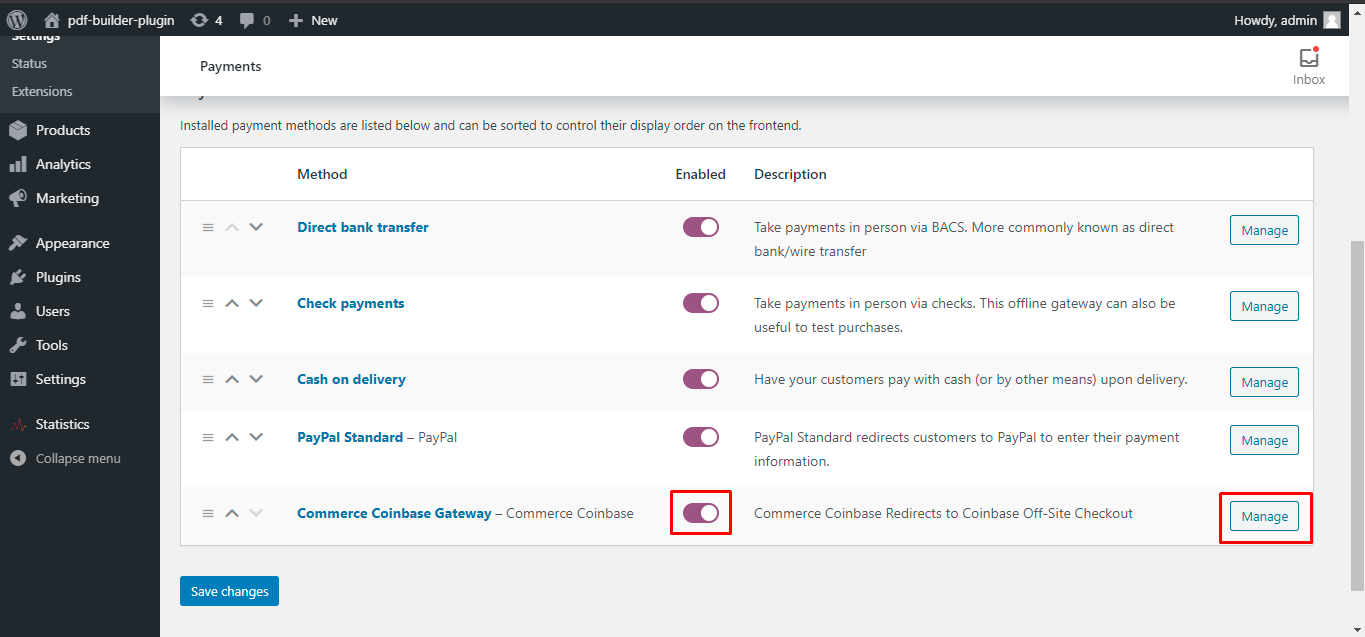 pdf-builder-plugin 4 0 New Howdy, admin
Settings
Status
Extensions
Products
Analytics
Marketing
Appearance
Plugins
Users
Tools
Settings
Statistics
Collapse menu
Payments
Inbox
Installed payment methods are listed below and can be sorted to control their display order on the frontend.
Method Enabled Description
Direct bank transfer
Take payments in person via BACS. More commonly known as direct
bank/wire transfer
Manage
Check payments
Take payments in person via checks. This offline gateway can also be
useful to test purchases.
Manage
Cash on delivery
Have your customers pay with cash (or by other means) upon delivery.
Manage
PayPal Standard – PayPal
PayPal Standard redirects customers to PayPal to enter their payment
information.
Manage
Commerce Coinbase Gateway – Commerce Coinbase
Commerce Coinbase Redirects to Coinbase Off-Site Checkout
Manage
Save changes